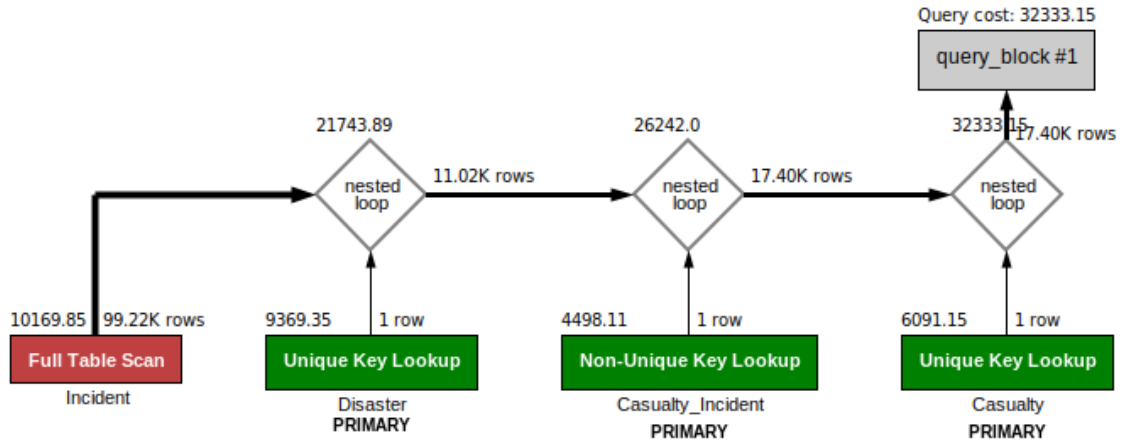 Query cost: 32333.15
query_block #1
21743.89
26242.0
32333.15
17.40K rows
nested
loop
11.02K rows
nested
loop
17.40K rows
nested
loop
10169.85
99.22K rows
9369.35
1 row
4498.11
1 row
6091.15
1 row
Full Table Scan
Unique Key Lookup
Non-Unique Key Lookup
Unique Key Lookup
Incident
Disaster
PRIMARY
Casualty_Incident
PRIMARY
Casualty
PRIMARY